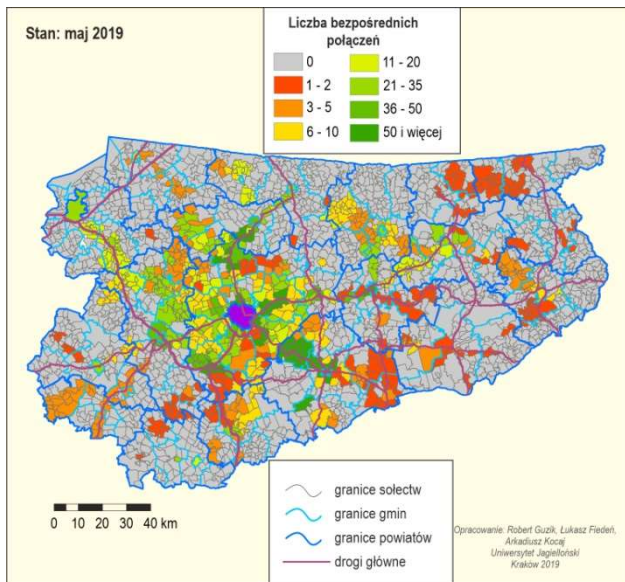 Stan: maj 2019
Liczba bezpośrednich
połączeń
0
1 - 2
3 - 5
6 - 10
11 - 20
21 - 35
36 - 50
50 i więcej
granice sołectw
granice gmin
granice powiatów
drogi główne
0 10 20 30 40 km
Opracowanie: Robert Guzik, Łukasz Fiedeń,
Arkadiusz Kocaj
Uniwersytet Jagielloński
Kraków 2019